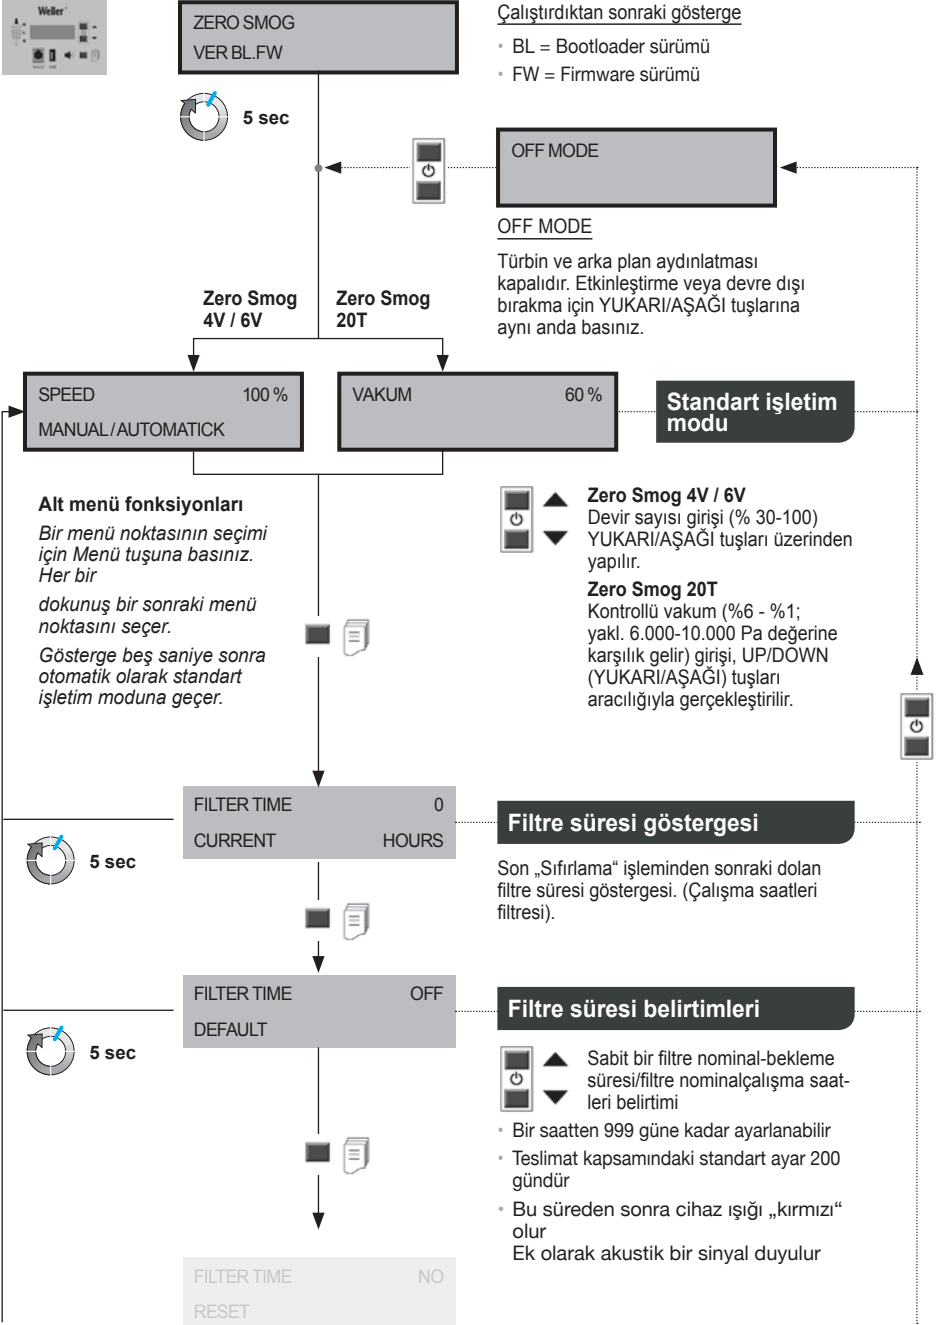 Weller
ZERO SMOG
VER BL.FW
Çalıştırdıktan sonraki gösterge
• BL = Bootloader sürümü
• FW = Firmware sürümü
5 sec
OFF MODE
OFF MODE
Türbin ve arka plan aydınlatması
kapalıdır. Etkinleştirme veya devre dışı
bırakma için YUKARI/AŞAĞI tuşlarına
aynı anda basınız.
Zero Smog
4V / 6V
Zero Smog
20T
SPEED 100 %
MANUAL/AUTOMATICK
VAKUM 60 %
Standart işletim
modu
Alt menü fonksiyonları
Bir menü noktasının seçimi
için Menü tuşuna basınız.
Her bir
dokunuş bir sonraki menü
noktasını seçer.
Gösterge beş saniye sonra
otomatik olarak standart
işletim moduna geçer.
Zero Smog 4V / 6V
Devir sayısı girişi (% 30-100)
YUKARI/AŞAĞI tuşları üzerinden
yapılır.
Zero Smog 20T
Kontrollü vakum (%6 - %1;
yakl. 6.000-10.000 Pa değerine
karşılık gelir) girişi, UP/DOWN
(YUKARI/AŞAĞI) tuşları
aracılığıyla gerçekleştirilir.
FILTER TIME 0
CURRENT HOURS
5 sec
Filtre süresi göstergesi
Son „Sıfırlama“ işleminden sonraki dolan
filtre süresi göstergesi. (Çalışma saatleri
filtresi).
FILTER TIME OFF
DEFAULT
5 sec
Filtre süresi belirtimleri
Sabit bir filtre nominal-bekleme
süresi/filtre nominalçalışma saat-
leri belirtimi
• Bir saatten 999 güne kadar ayarlanabilir
• Teslimat kapsamındaki standart ayar 200
gündür
• Bu süreden sonra cihaz ışığı „kırmızı“
olur
Ek olarak akustik bir sinyal duyulur
FILTER TIME NO
RESET